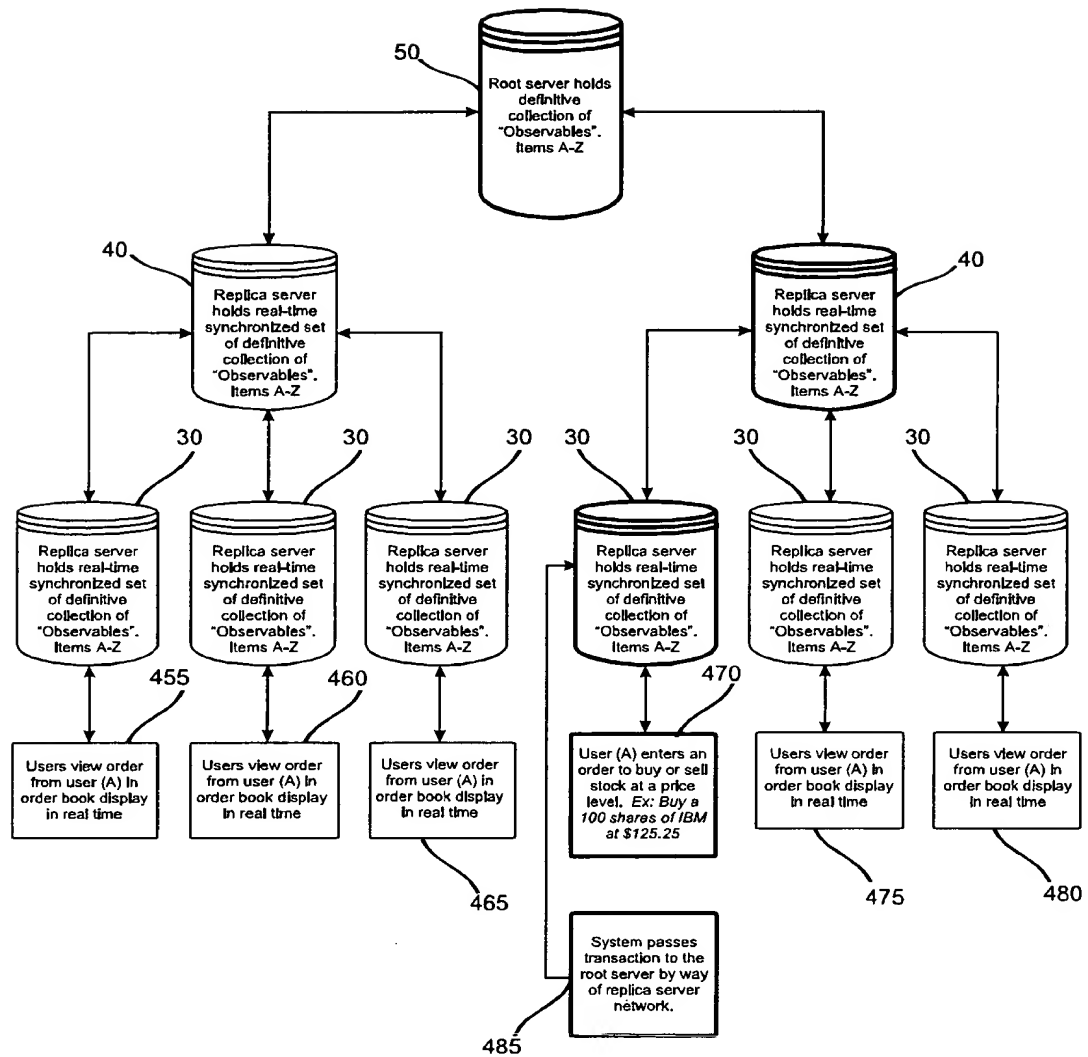 50
Root server holds
definitive
collection of
"Observables".
Items A-Z
40
Replica server
holds real-time
synchronized set
of definitive
collection of
"Observables".
Items A-Z
40
Replica server
holds real-time
synchronized set
of definitive
collection of
"Observables".
Items A-Z
30
Replica server
holds real-time
synchronized set
of definitive
collection of
"Observables".
Items A-Z
30
Replica server
holds real-time
synchronized set
of definitive
collection of
"Observables".
Items A-Z
30
Replica server
holds real-time
synchronized set
of definitive
collection of
"Observables".
Items A-Z
30
Replica server
holds real-time
synchronized set
of definitive
collection of
"Observables".
Items A-Z
30
Replica server
holds real-time
synchronized set
of definitive
collection of
"Observables".
Items A-Z
30
Replica server
holds real-time
synchronized set
of definitive
collection of
"Observables".
Items A-Z
455
Users view order
from user (A) in
order book display
in real time
460
Users view order
from user (A) in
order book display
in real time
Users view order
from user (A) in
order book display
in real time
465
470
User (A) enters an
order to buy or sell
stock at a price
level. Ex: Buy a
100 shares of IBM
at $125.25
Users view order
from user (A) in
order book display
in real time
475
Users view order
from user (A) in
order book display
in real time
480
System passes
transaction to the
root server by way
of replica server
network.
485